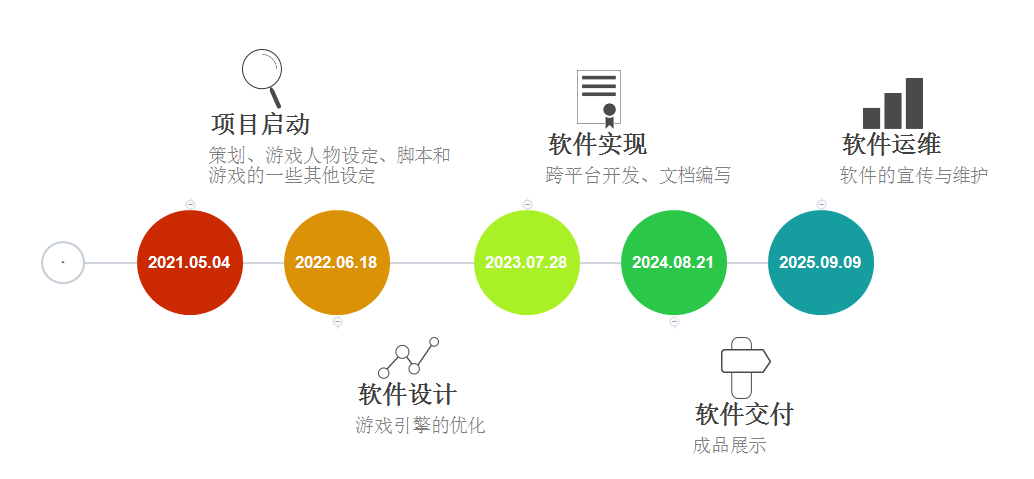 项目启动
策划、游戏人物设定、脚本和
游戏的一些其他设定
软件实现
跨平台开发、文档编写
软件运维
软件的宣传与维护
·
2021.05.04
2022.06.18
2023.07.28
2024.08.21
2025.09.09
软件设计
游戏引擎的优化
软件交付
成品展示